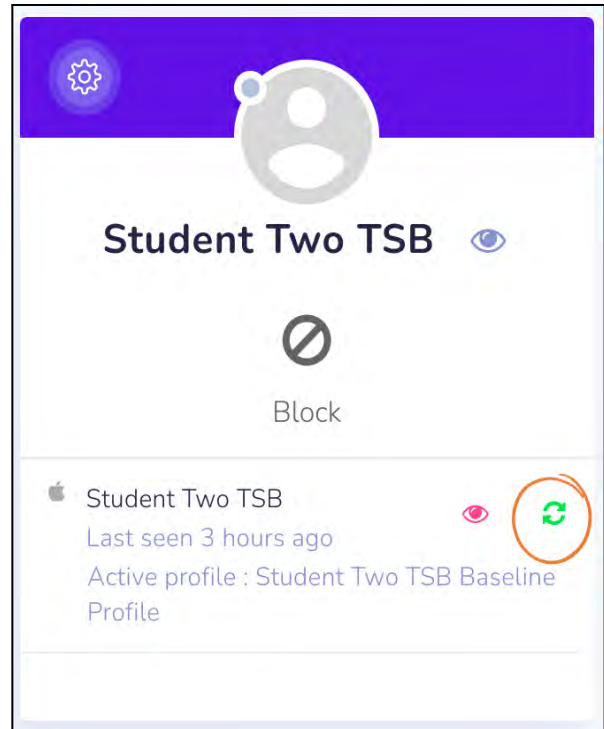 Student Two TSB
Block
Student Two TSB
Last seen 3 hours ago
Active profile : Student Two TSB Baseline
Profile